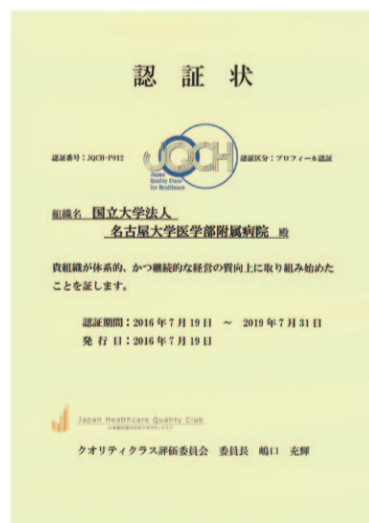 認証状
認証番号：JQCH-P012
JQCH
Japan
Quality Class
for Healthcare
認証区分：プロフィール認証
組織名 国立大学法人
名古屋大学医学部附属病院 殿
貴組織が体系的、かつ継続的な経営の質向上に取り組み始めた
ことを証します。
認証期間：2016年7月19日 ～ 2019年7月31日
発行日：2016年7月19日
Japan Healthcare Quality Club
クオリティクラス評価委員会 委員長 嶋口 充輝